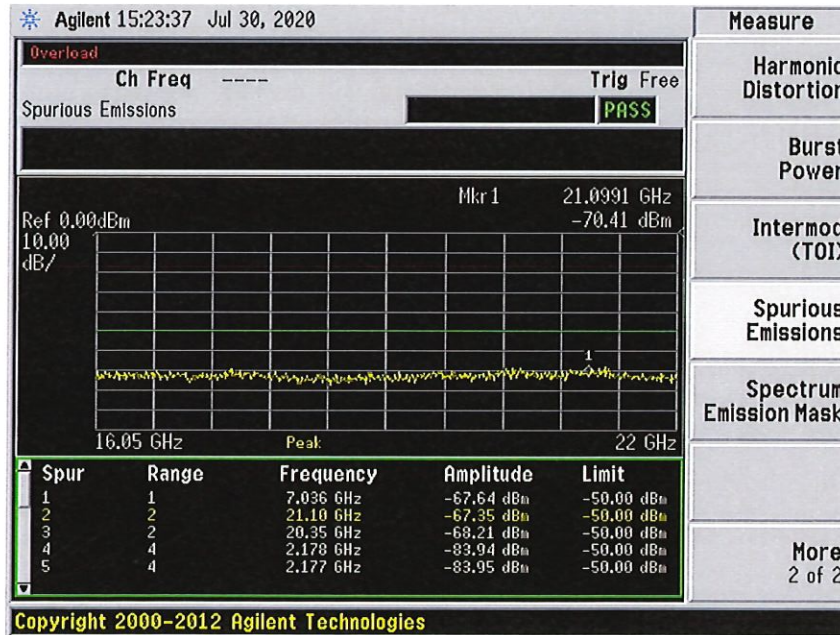 Agilent 15:23:37 Jul 30, 2020
Measure
Overload
Ch Freq ----
Trig Free
Spurious Emissions
PASS
Mkr1 21.0991 GHz
-70.41 dBm
Ref 0.00dBm
10.00
dB/
1
16.05 GHz
Peak
22 GHz
Spur Range Frequency Amplitude Limit
1 1 7.036 GHz -67.64 dBm -50.00 dBm
2 2 21.10 GHz -67.35 dBm -50.00 dBm
3 2 20.35 GHz -68.21 dBm -50.00 dBm
4 4 2.178 GHz -83.94 dBm -50.00 dBm
5 4 2.177 GHz -83.95 dBm -50.00 dBm
Harmonic
Distortion
Burst
Power
Intermod
(TOI)
Spurious
Emissions
Spectrum
Emission Mask
More
2 of 2
Copyright 2000-2012 Agilent Technologies